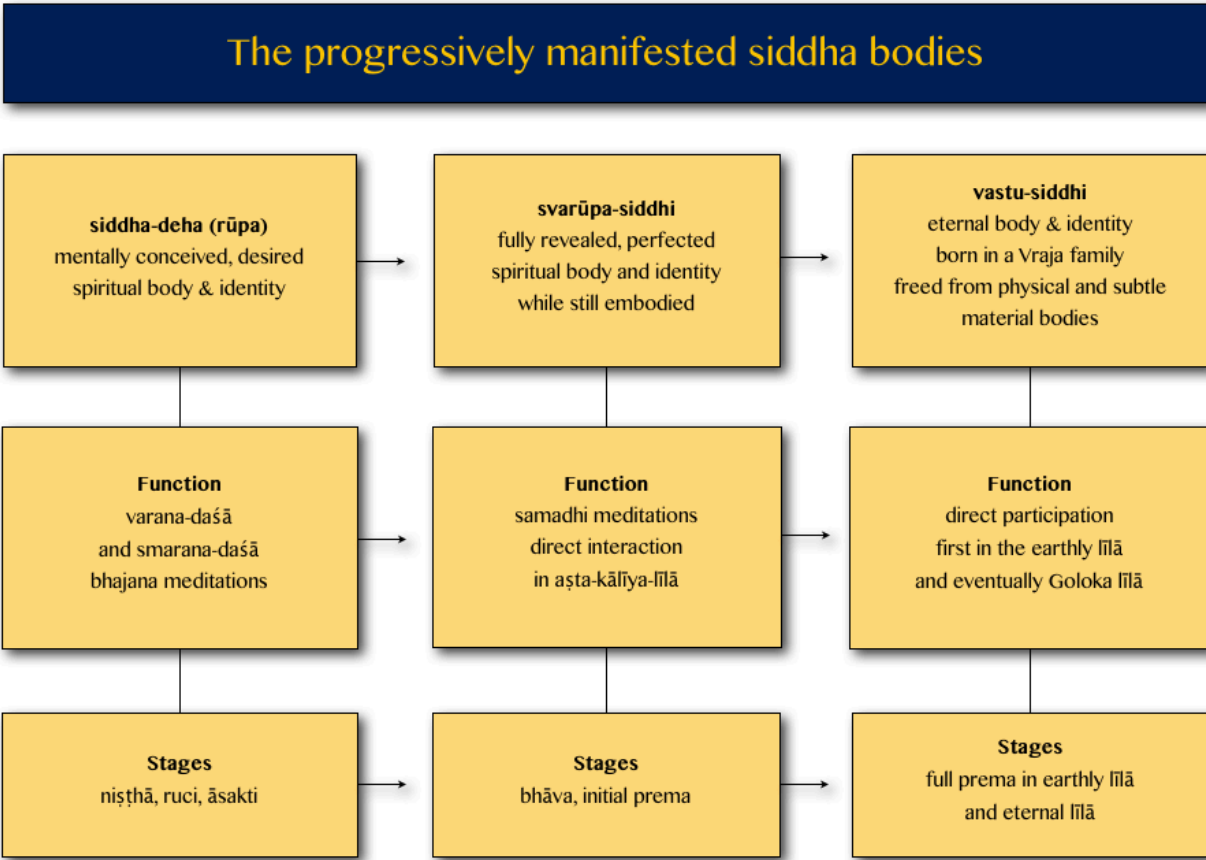 The progressively manifested siddha bodies
siddha-deha (rūpa)
mentally conceived, desired
spiritual body & identity
svarūpa-siddhi
fully revealed, perfected
spiritual body and identity
while still embodied
vastu-siddhi
eternal body & identity
born in a Vraja family
freed from physical and subtle
material bodies
Function
varana-daśā
and smarana-daśā
bhajana meditations
Function
samadhi meditations
direct interaction
in aṣta-kālīya-līlā
Function
direct participation
first in the earthly līlā
and eventually Goloka līlā
Stages
niṣṭhā, ruci, āsakti
Stages
bhāva, initial prema
Stages
full prema in earthly līlā
and eternal līlā